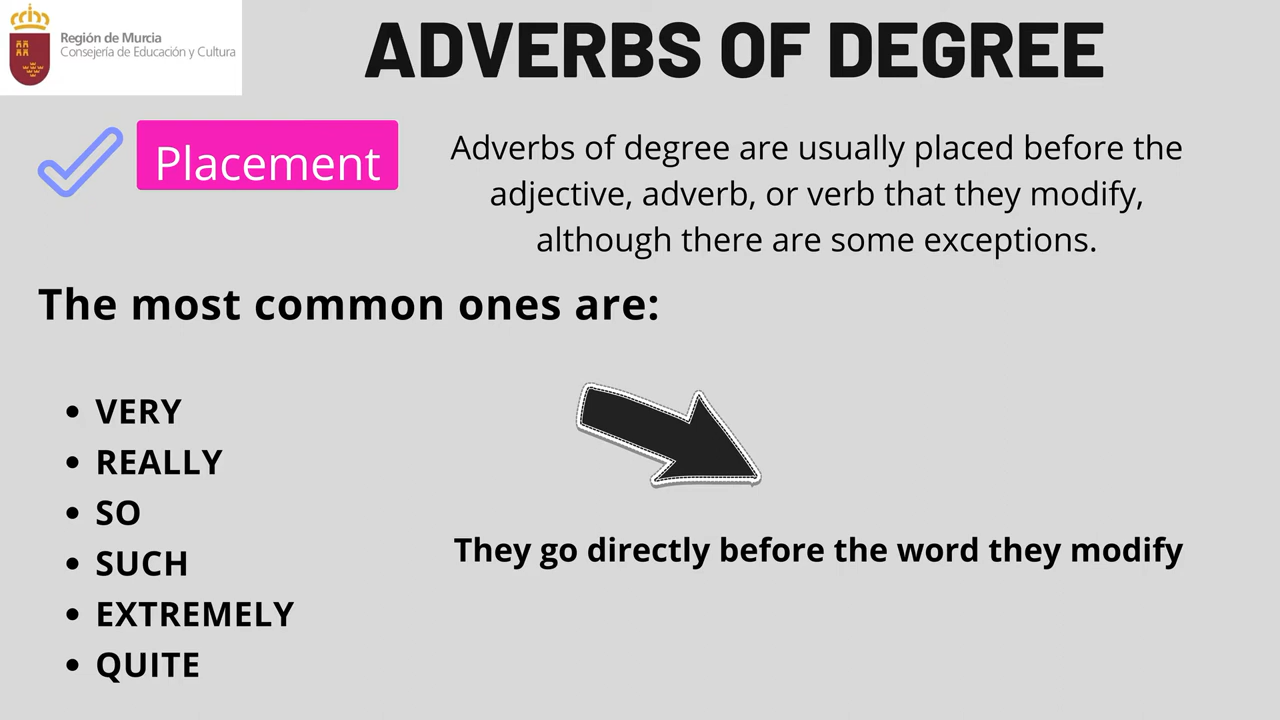 Región de Murcia
Consejería de Educación y Cultura
ADVERBS OF DEGREE
Placement
Adverbs of degree are usually placed before the
adjective, adverb, or verb that they modify,
although there are some exceptions.
The most common ones are:
• VERY
• REALLY
• SO
• SUCH
• EXTREMELY
• QUITE
They go directly before the word they modify